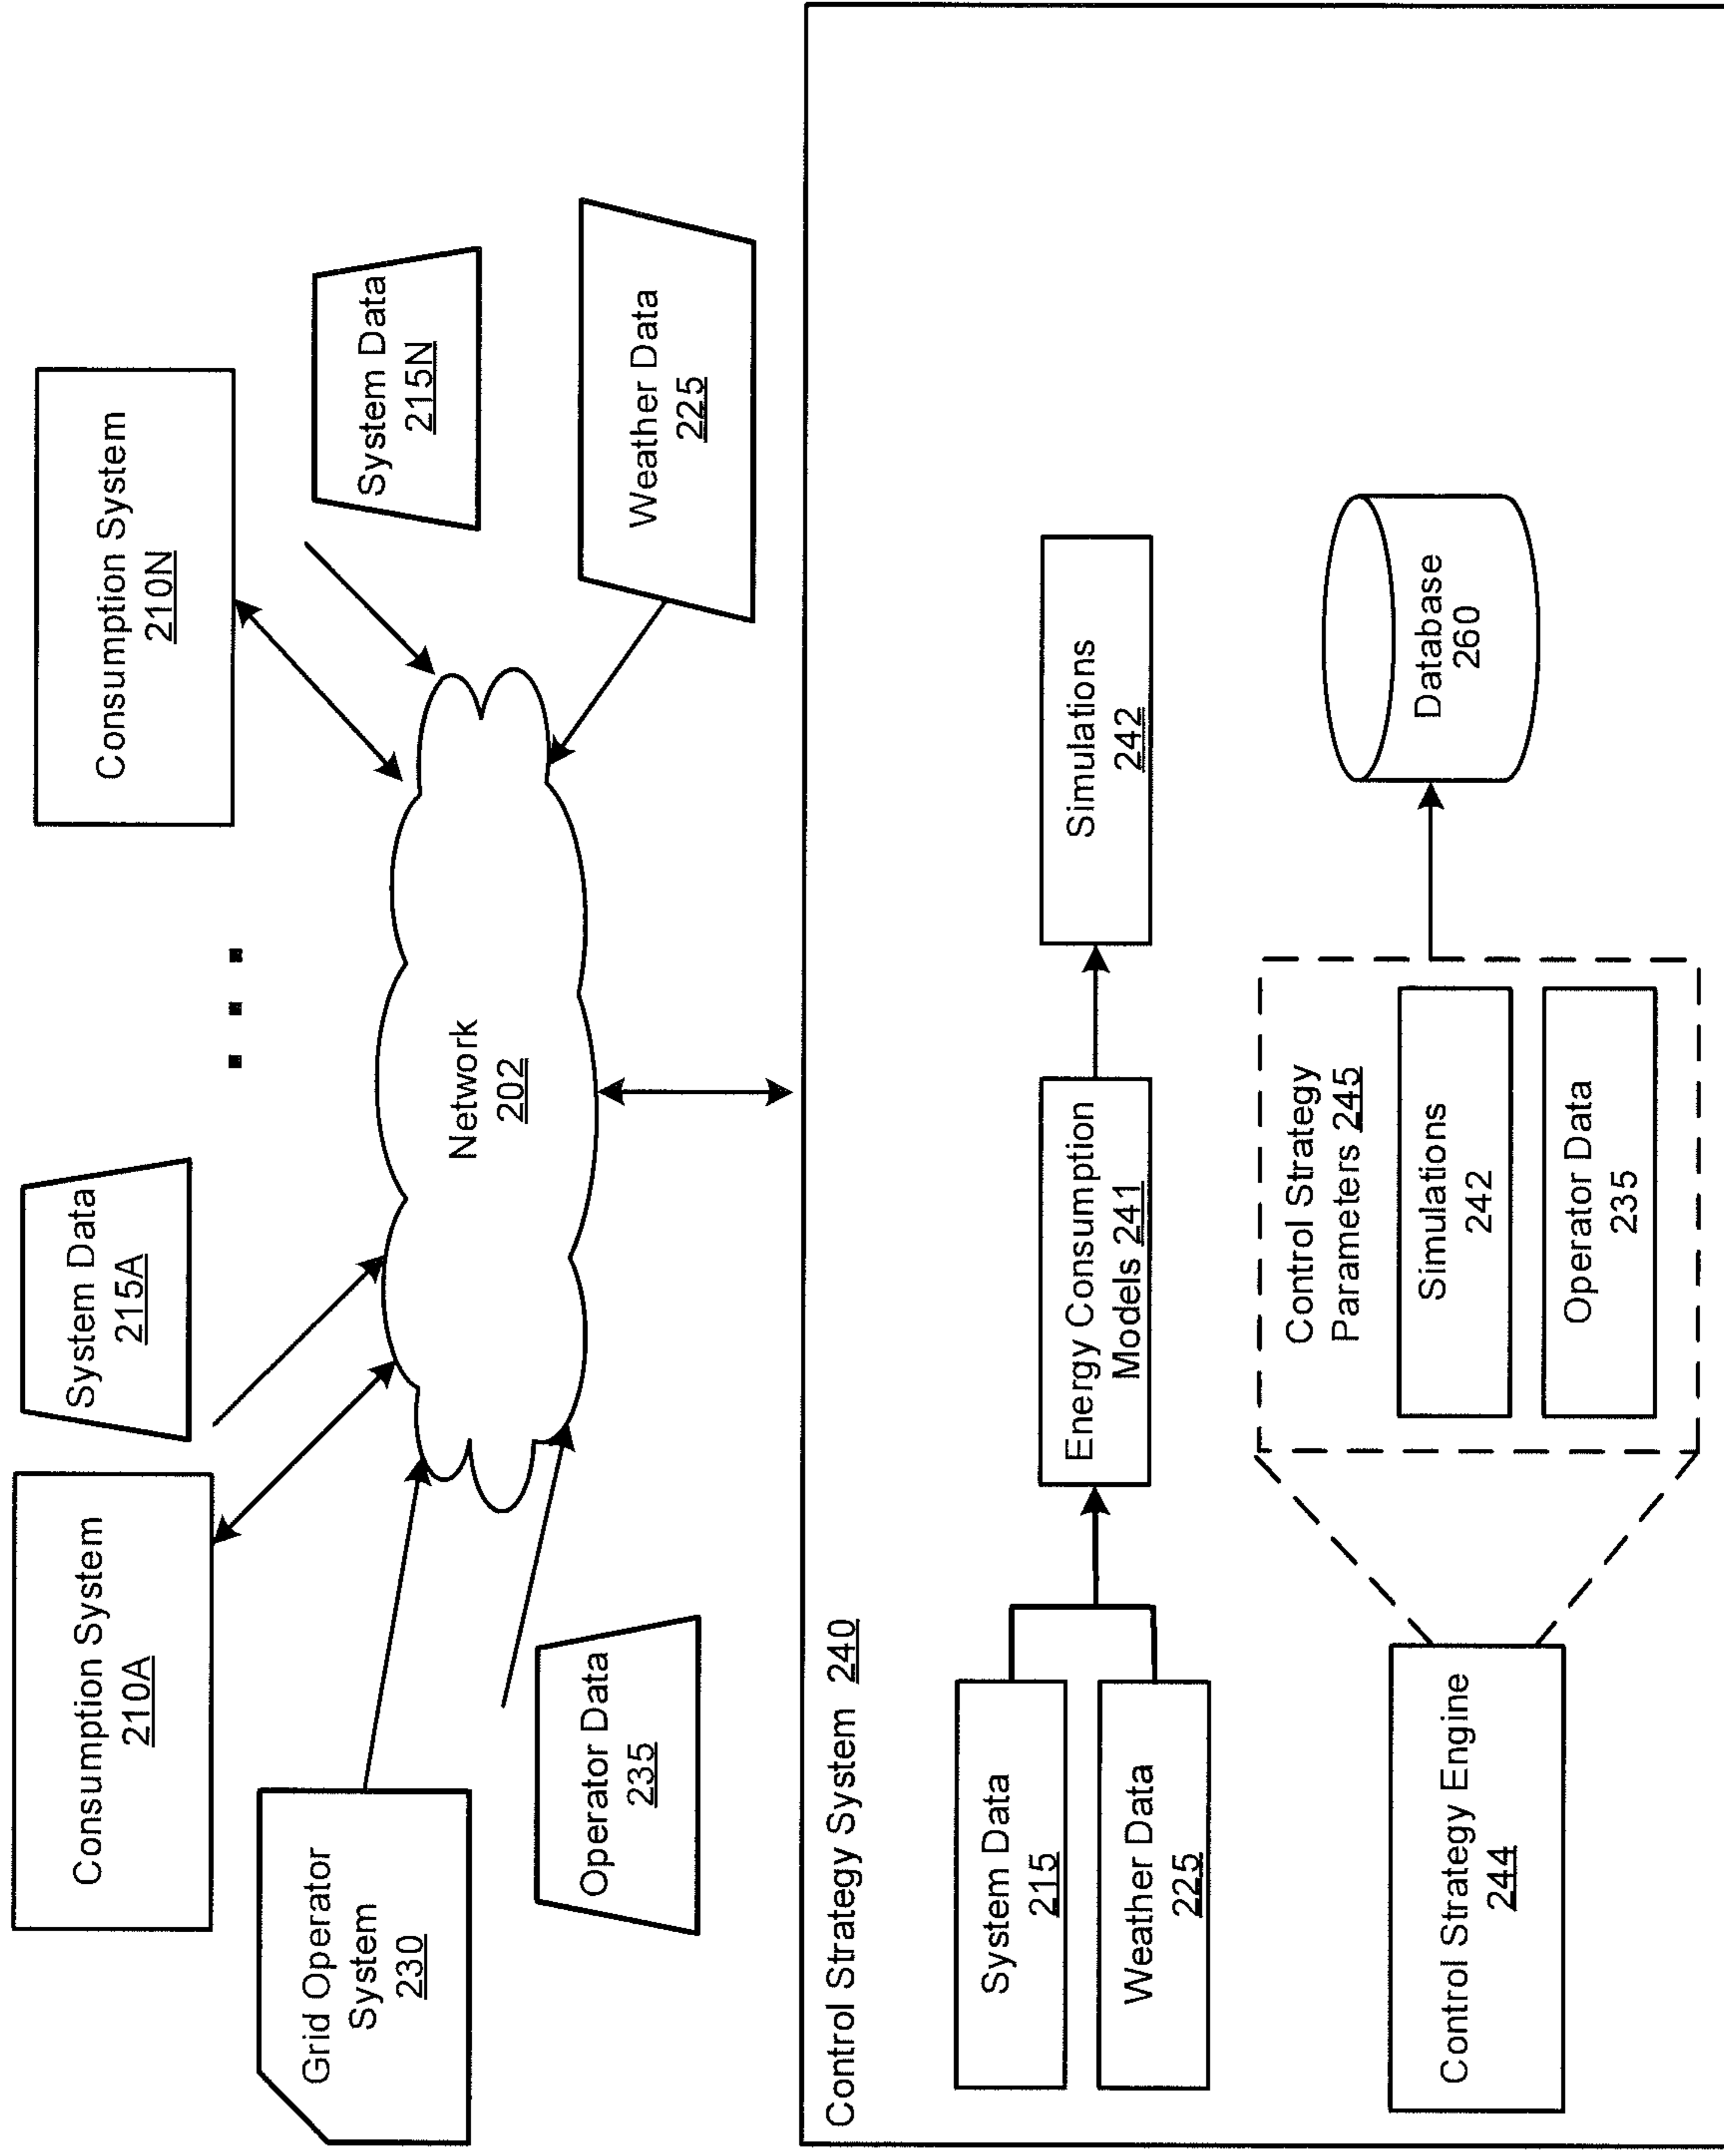 Consumption System
210A
System Data
215A
Consumption System
210N
System Data
215N
Grid Operator
System
230
Operator Data
235
Network
202
Weather Data
225
Control Strategy System 240
System Data
215
Weather Data
225
Energy Consumption
Models 241
Simulations
242
Control Strategy Engine
244
Control Strategy
Parameters 245
Simulations
242
Operator Data
235
Database
260